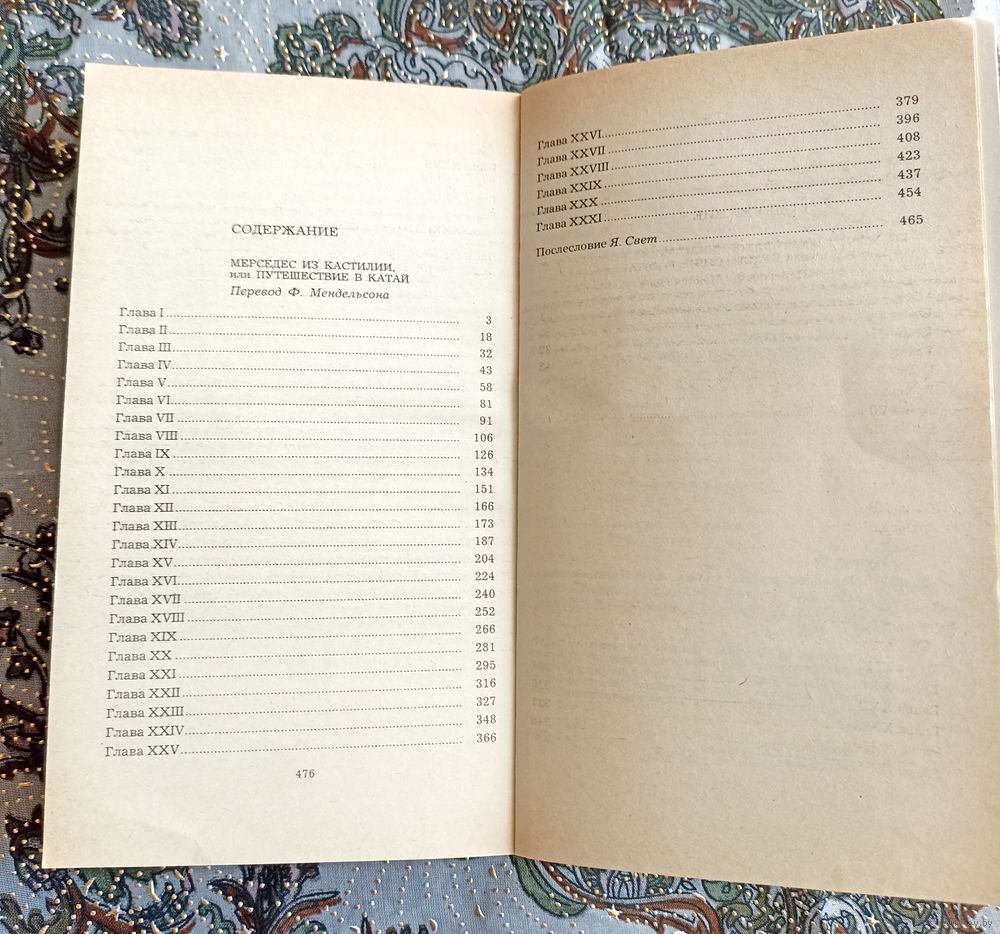 СОДЕРЖАНИЕ
МЕРСЕДЕС ИЗ КАСТИЛИИ,
или ПУТЕШЕСТВИЕ В КАТАЙ
Перевод Ф. Мендельсона
Глава I 3
Глава II 18
Глава III 32
Глава IV 43
Глава V 58
Глава VI 81
Глава VII 91
Глава VIII 106
Глава IX 126
Глава X 134
Глава XI 151
Глава XII 166
Глава XIII 173
Глава XIV 187
Глава XV 204
Глава XVI 224
Глава XVII 240
Глава XVIII 252
Глава XIX 266
Глава XX 281
Глава XXI 295
Глава XXII 316
Глава XXIII 327
Глава XXIV 348
Глава XXV 366
476
Глава XXVI 379
Глава XXVII 396
Глава XXVIII 408
Глава XXIX 423
Глава XXX 437
Глава XXXI 454
Послесловие Я. Свет 465